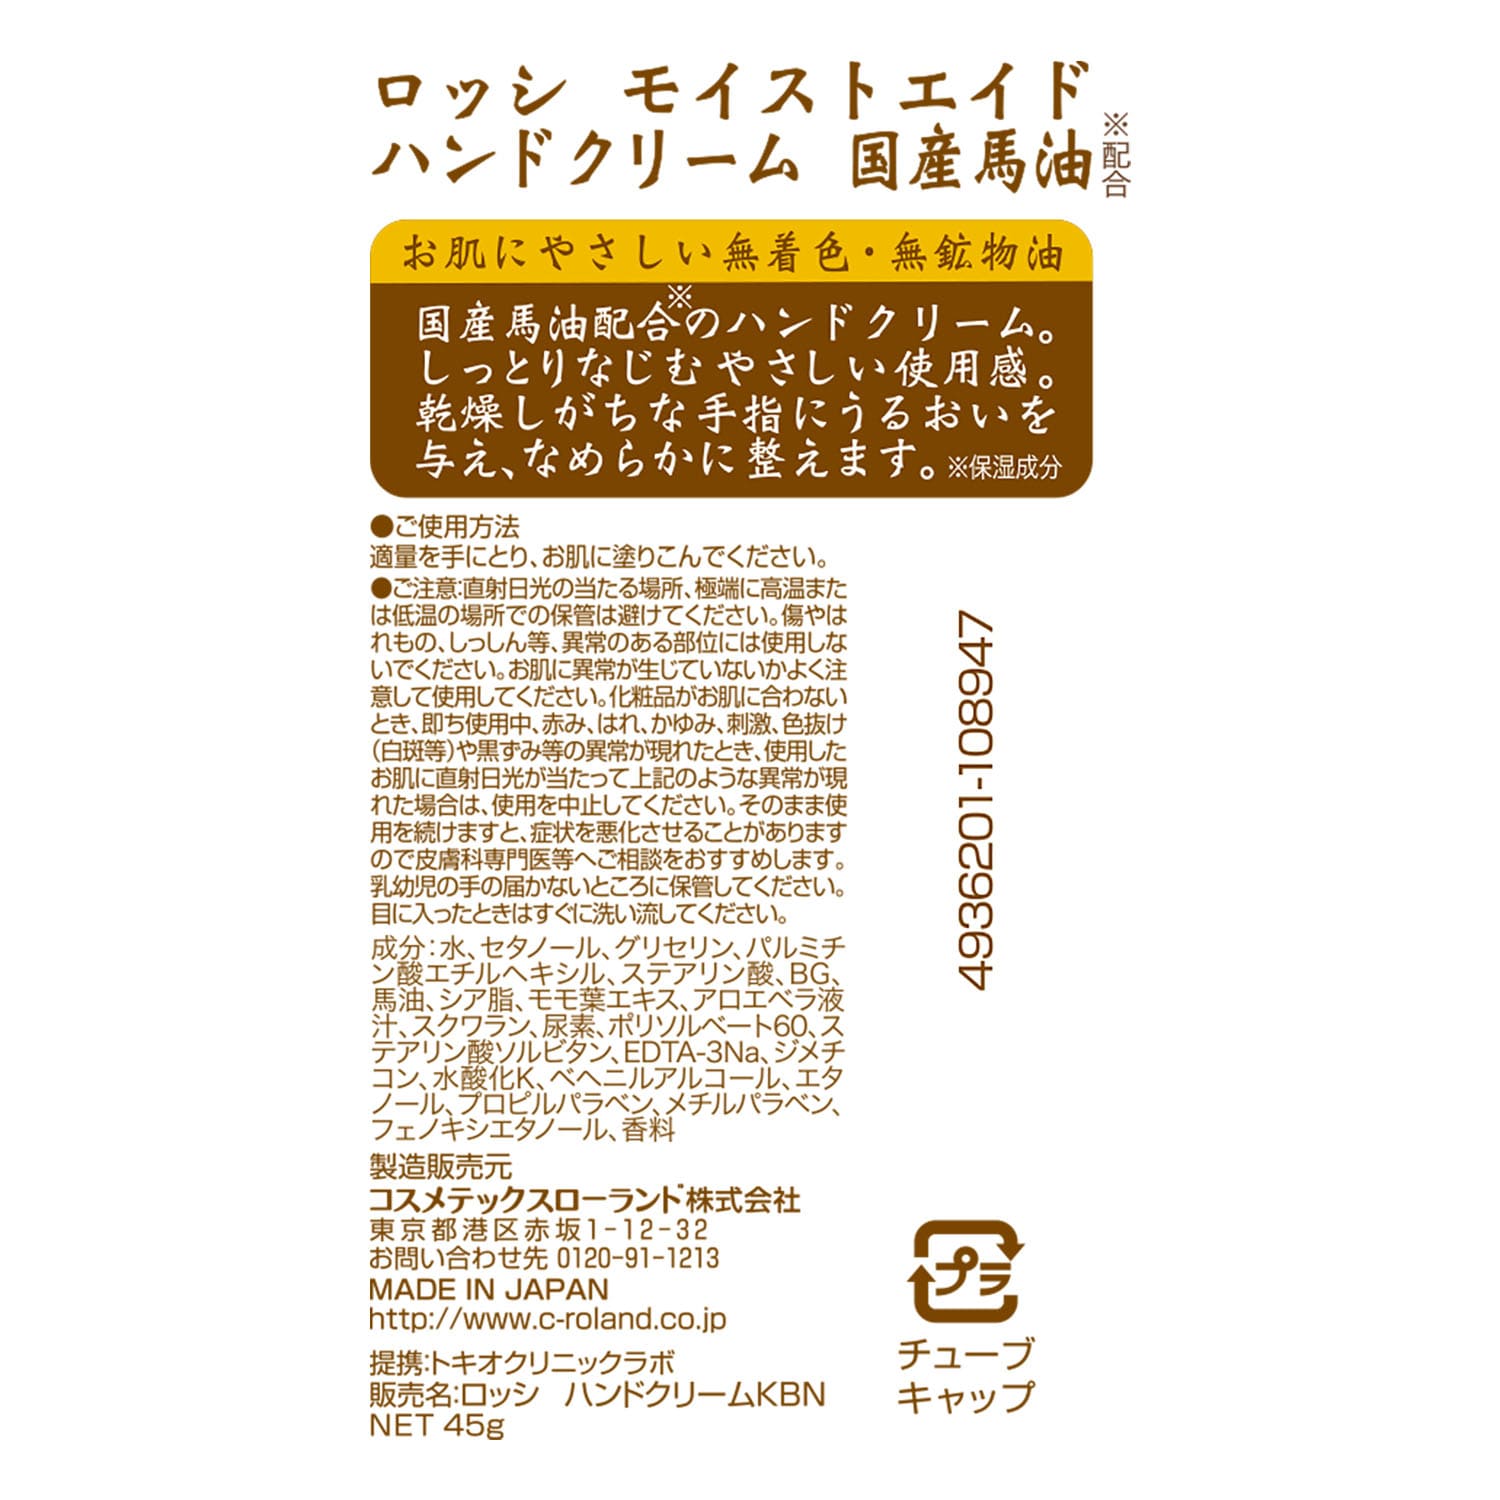 ロッシ モイストエイド
ハンドクリーム 国産馬油※配合
お肌にやさしい無着色・無鉱物油
国産馬油配合※のハンドクリーム。
しっとりなじむやさしい使用感。
乾燥しがちな手指にうるおいを
与え、なめらかに整えます。※保湿成分
●ご使用方法
適量を手にとり、お肌に塗りこんでください。
●ご注意:直射日光の当たる場所、極端に高温また
は低温の場所での保管は避けてください。傷やは
れもの、しっしん等、異常のある部位には使用しな
いでください。お肌に異常が生じていないかよく注
意して使用してください。化粧品がお肌に合わない
とき、即ち使用中、赤み、はれ、かゆみ、刺激、色抜け
(白斑等)や黒ずみ等の異常が現れたとき、使用した
お肌に直射日光が当たって上記のような異常が現
れた場合は、使用を中止してください。そのまま使
用を続けますと、症状を悪化させることがあります
ので皮膚科専門医等へご相談をおすすめします。
乳幼児の手の届かないところに保管してください。
目に入ったときはすぐに洗い流してください。
成分:水、セタノール、グリセリン、パルミチ
ン酸エチルヘキシル、ステアリン酸、BG、
馬油、シア脂、モモ葉エキス、アロエベラ液
汁、スクワラン、尿素、ポリソルベート60、ス
テアリン酸ソルビタン、EDTA-3Na、ジメチ
コン、水酸化K、ベヘニルアルコール、エタ
ノール、プロピルパラベン、メチルパラベン、
フェノキシエタノール、香料
製造販売元
コスメテックスローランド株式会社
東京都港区赤坂1-12-32
お問い合わせ先 0120-91-1213
MADE IN JAPAN
http://www.c-roland.co.jp
提携:トキオクリニックラボ
販売名:ロッシ ハンドクリームKBN
NET 45g
4936201-108947
プラ
チューブ
キャップ